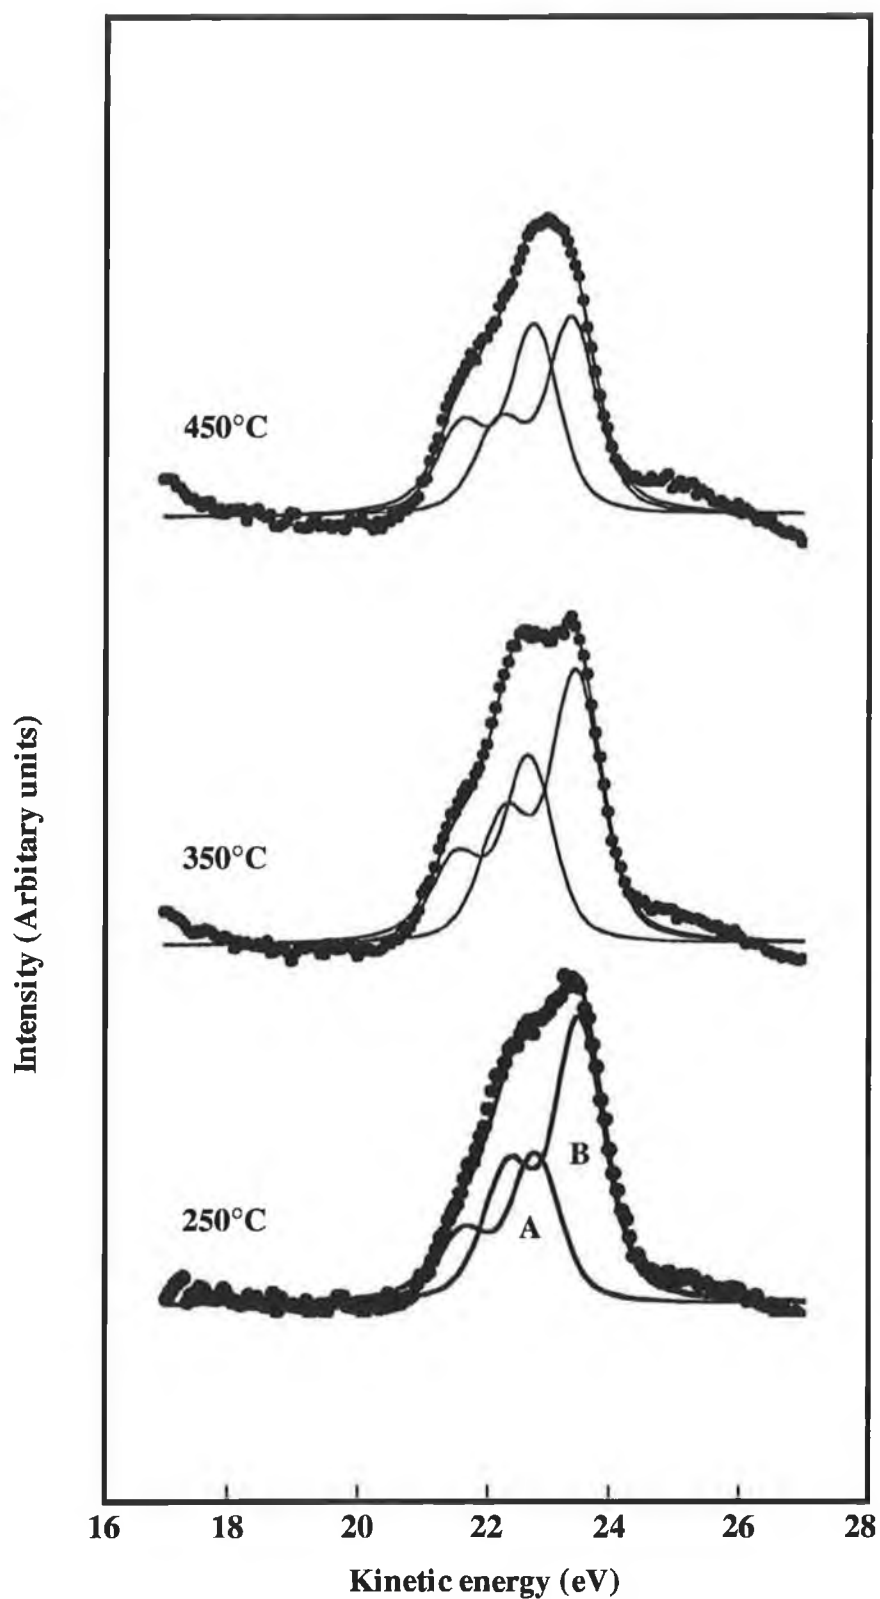 450°C
350°C
Intensity (Arbitary units)
B
A
250°C
16 18 20 22 24 26 28
Kinetic energy (eV)